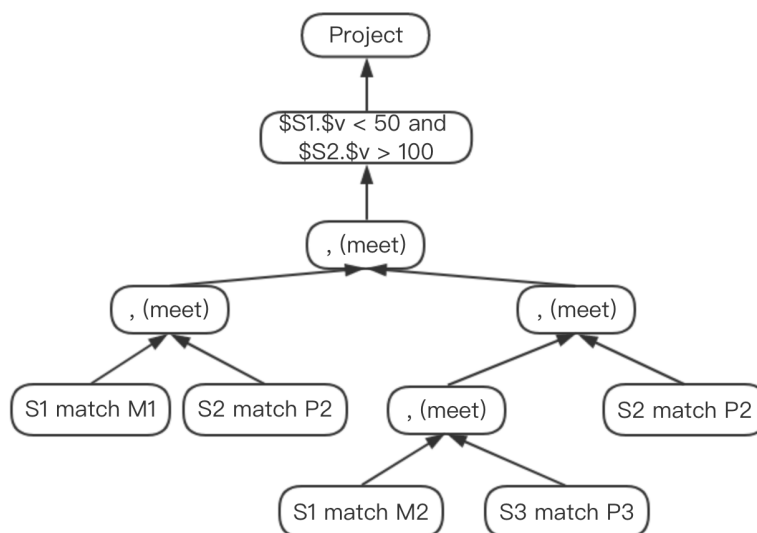 Project
$S1.$v < 50 and
$S2.$v > 100
, (meet)
, (meet)
, (meet)
S1 match M1
S2 match P2
, (meet)
S2 match P2
S1 match M2
S3 match P3